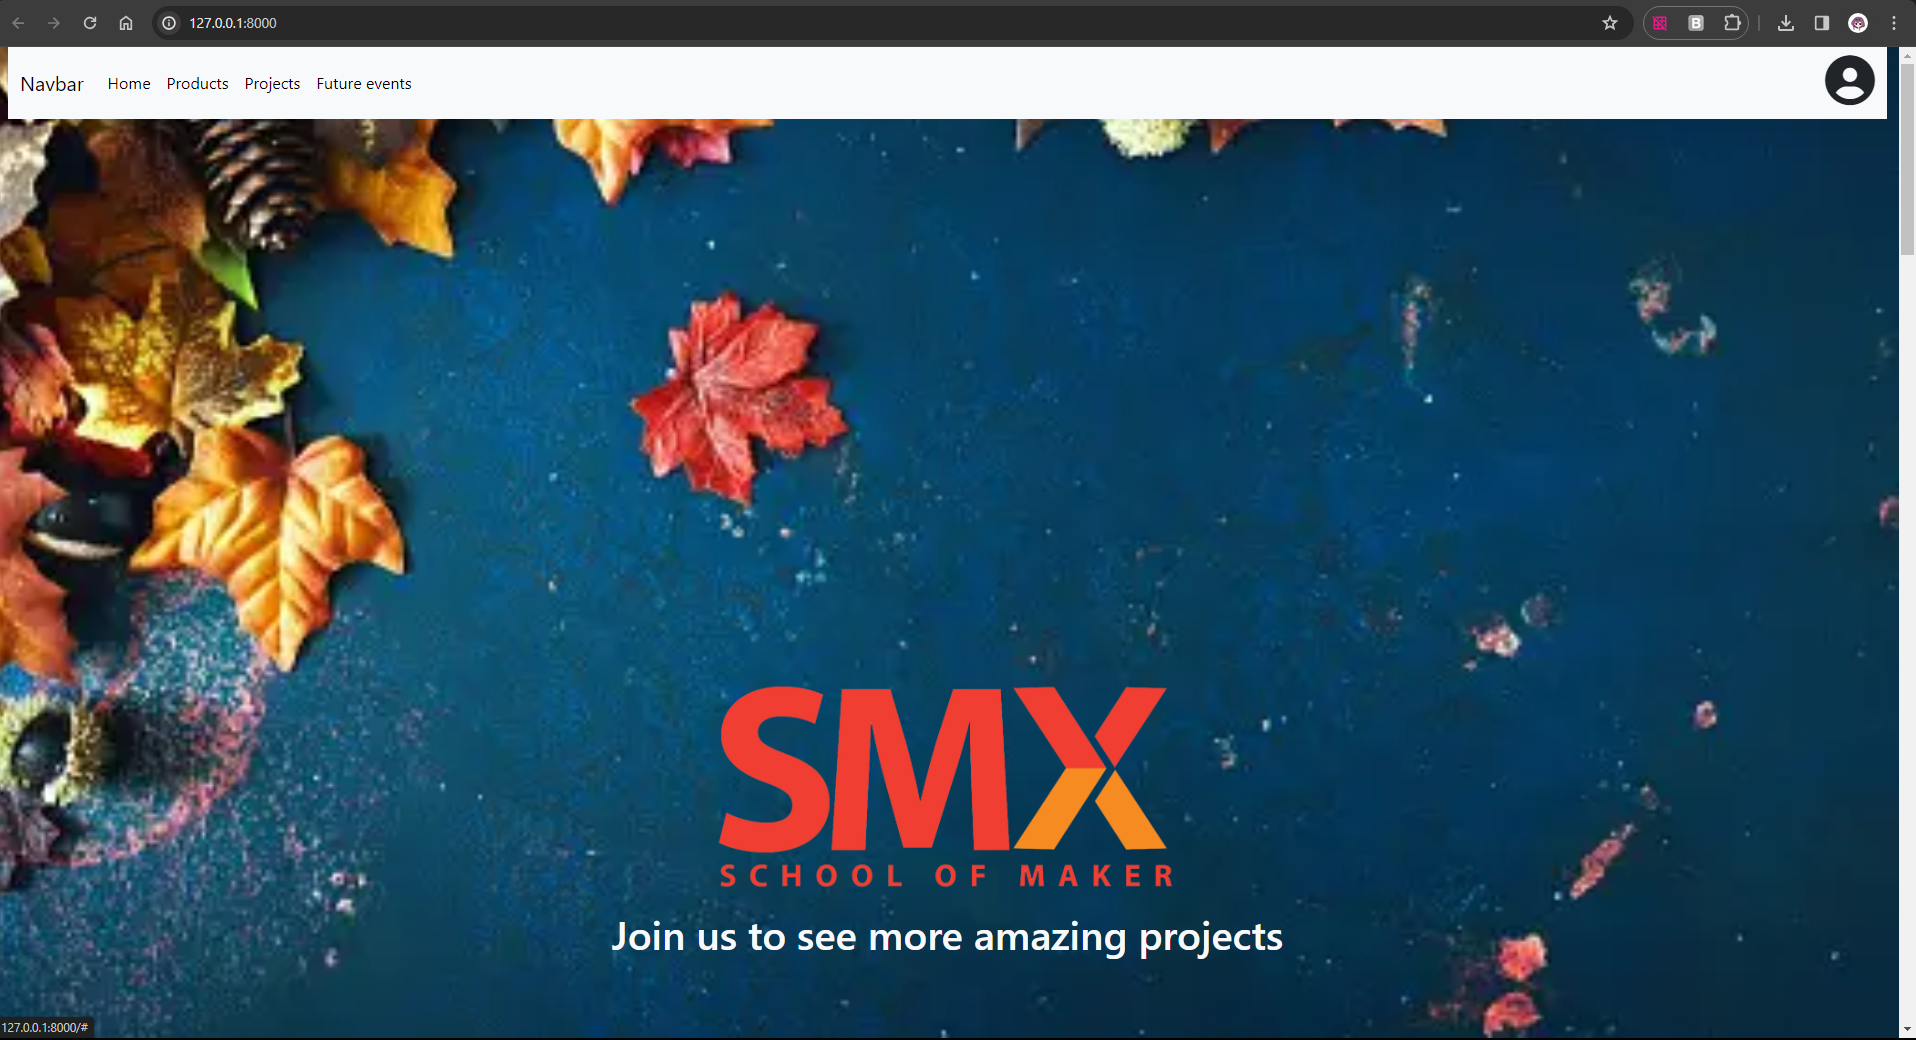 127.0.0.1:8000
B
Navbar Home Products Projects Future events
SMX
SCHOOL OF MAKER
Join us to see more amazing projects
127.0.0.1:8000/#